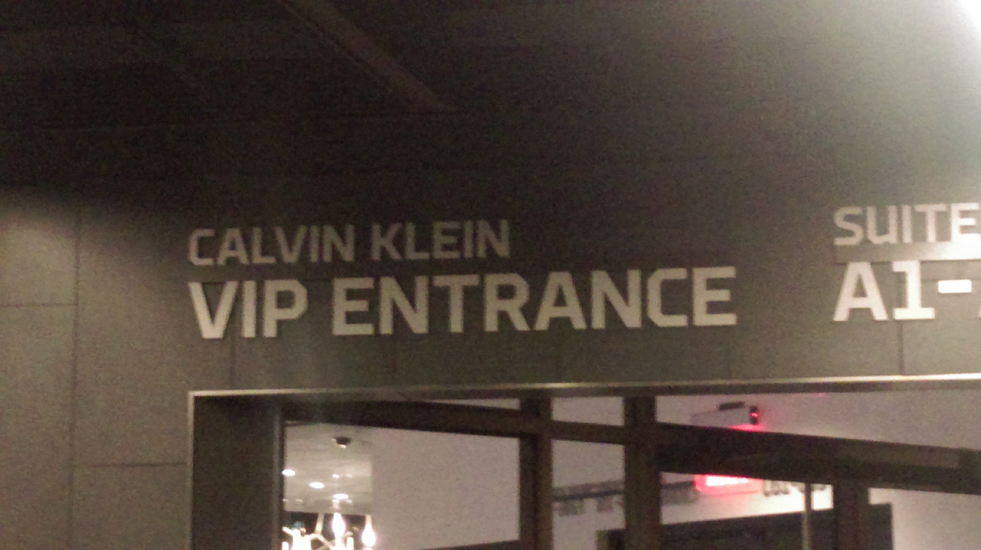 CALVIN KLEIN
VIP ENTRANCE
SUITE
A1-